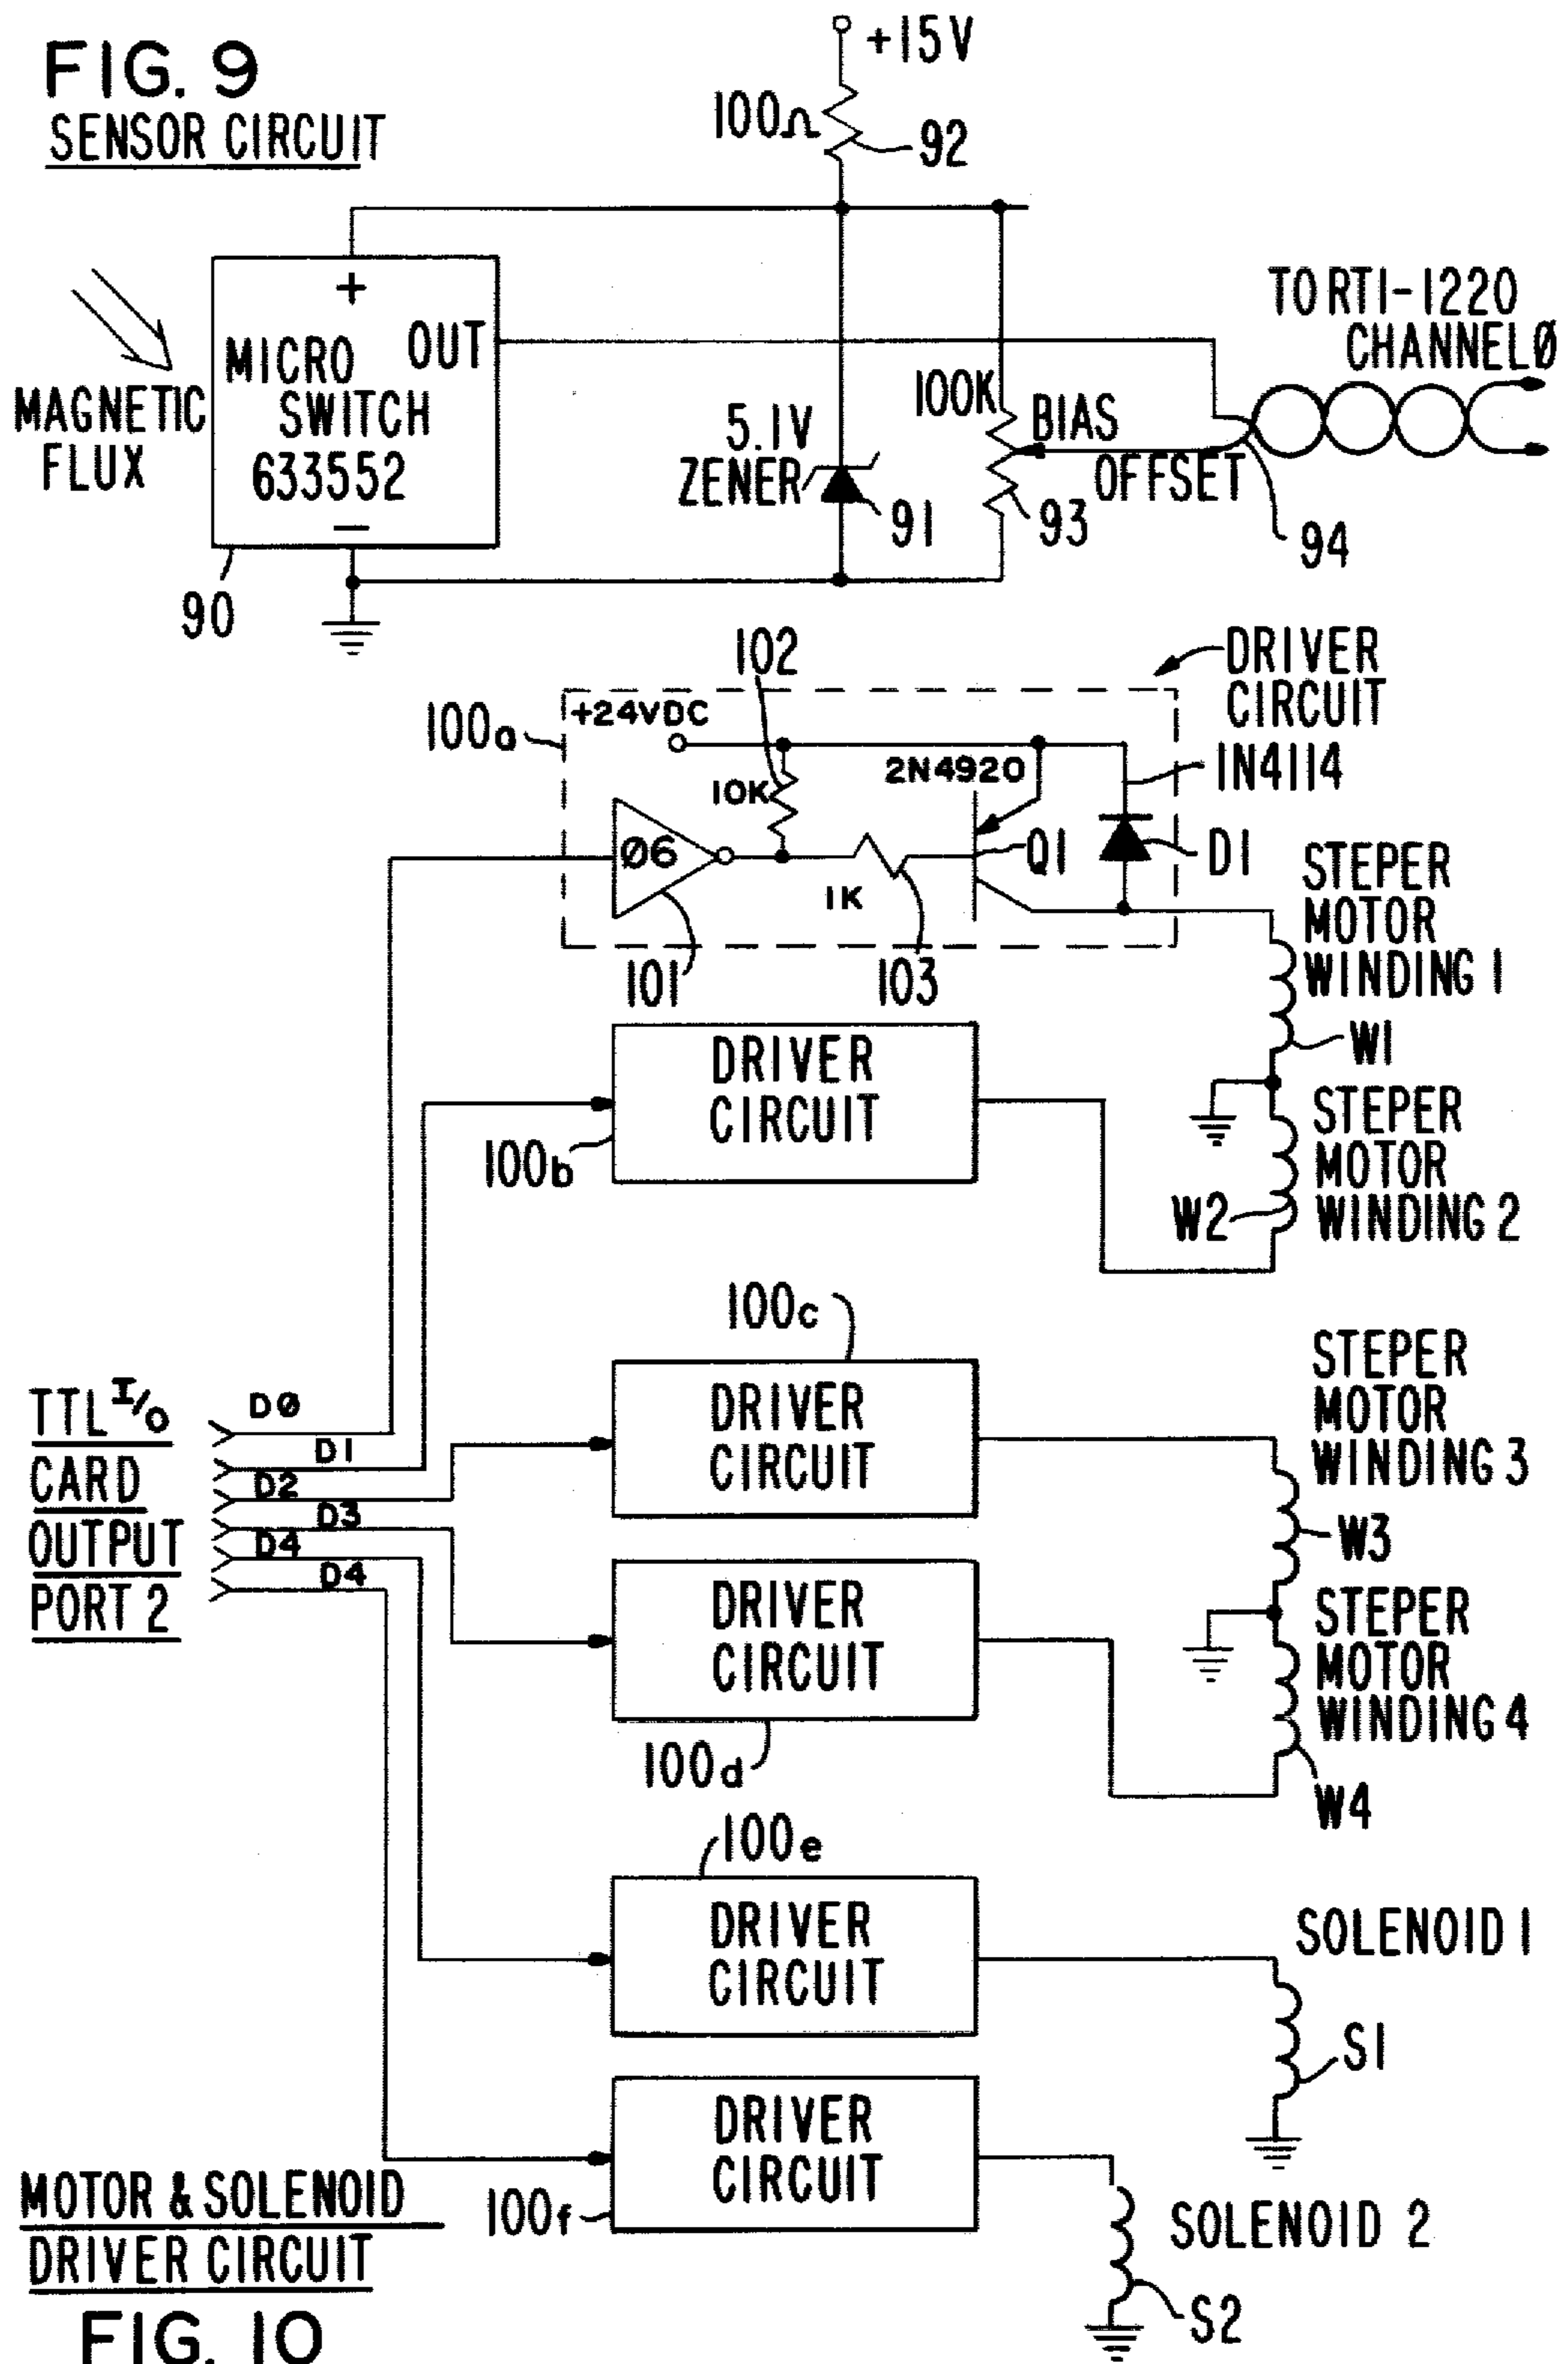 FIG. 9
SENSOR CIRCUIT
+15V
100Ω
92
+
MICRO
SWITCH
633552
OUT
−
MAGNETIC
FLUX
90
5.1V
ZENER
91
100K
BIAS
OFFSET
93
94
TO RTI-1220
CHANNELØ
DRIVER
CIRCUIT
100a
+24VDC
102
10K
2N4920
1N4114
Ø6
1K
Q1
D1
101
103
STEPER
MOTOR
WINDING 1
W1
DRIVER
CIRCUIT
100b
STEPER
MOTOR
WINDING 2
W2
100c
DRIVER
CIRCUIT
STEPER
MOTOR
WINDING 3
W3
TTL I/O
CARD
OUTPUT
PORT 2
DØ
D1
D2
D3
D4
D4
DRIVER
CIRCUIT
100d
STEPER
MOTOR
WINDING 4
W4
100e
DRIVER
CIRCUIT
SOLENOID 1
S1
DRIVER
CIRCUIT
100f
SOLENOID 2
S2
MOTOR & SOLENOID
DRIVER CIRCUIT
FIG. 10